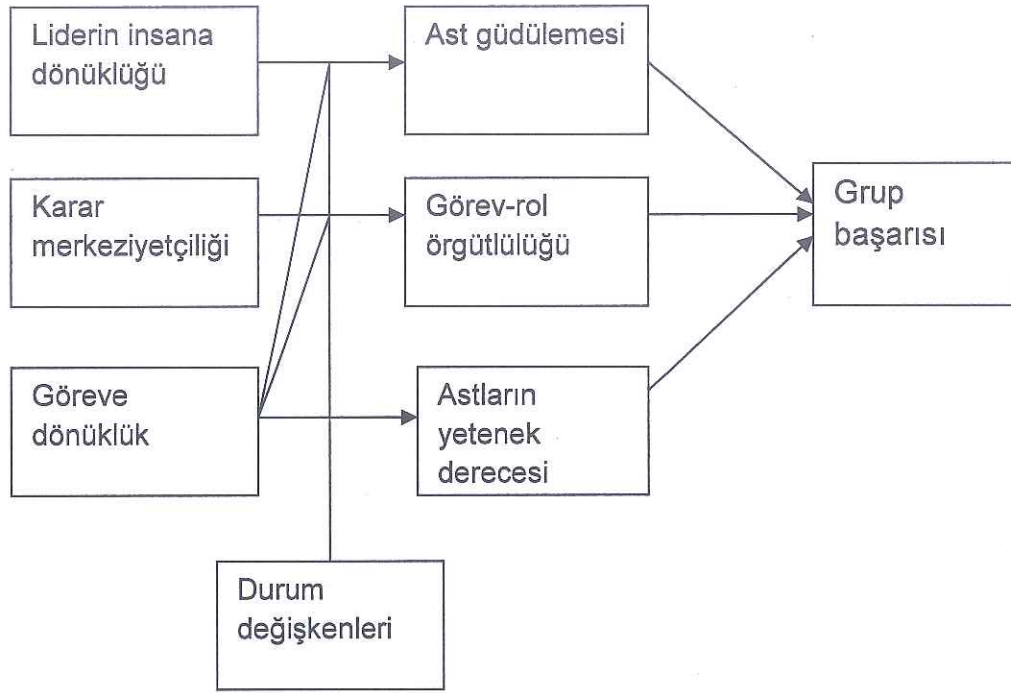 Liderin insana
dönüklüğü
Ast güdülemesi
Karar
merkeziyetçiliği
Görev-rol
örgütlülüğü
Grup
başarısı
Göreve
dönüklük
Astların
yetenek
derecesi
Durum
değişkenleri